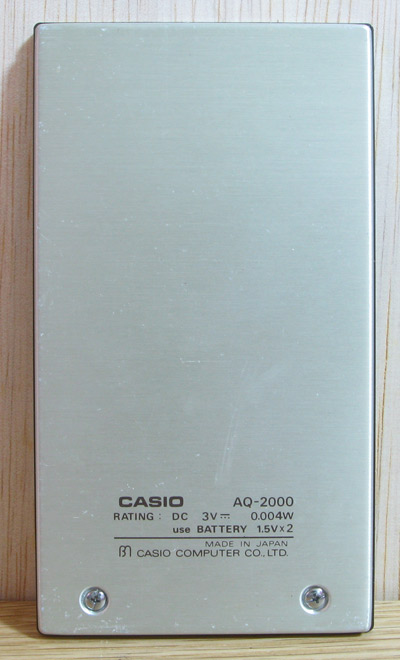 CASIO AQ-2000
RATING : DC 3V⎓ 0.004W
use BATTERY 1.5V×2
MADE IN JAPAN
CASIO COMPUTER CO., LTD.